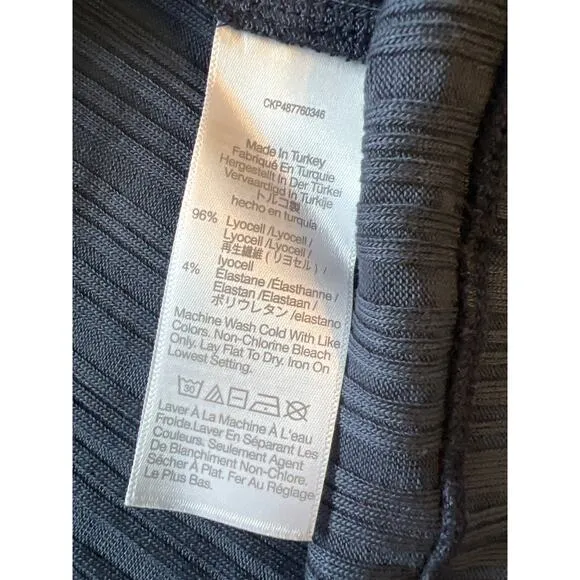 CKP487760346
Made In Turkey
Fabriqué En Turquie
Hergestellt In Der Türkei
Vervaardigd In Turkije
トルコ製
hecho en turquía
96% Lyocell /Lyocell /
Lyocell /Lyocell /
再生繊維 (リヨセル) /
lyocell
4% Elastane /Élasthanne /
Elastan /Elastaan /
ポリウレタン /elastano
Machine Wash Cold With Like
Colors. Non-Chlorine Bleach
Only. Lay Flat To Dry. Iron On
Lowest Setting.
30
Laver À La Machine À L'eau
Froide.Laver En Séparant Les
Couleurs. Seulement Agent
De Blanchiment Non-Chlore.
Sécher À Plat. Fer Au Réglage
Le Plus Bas.